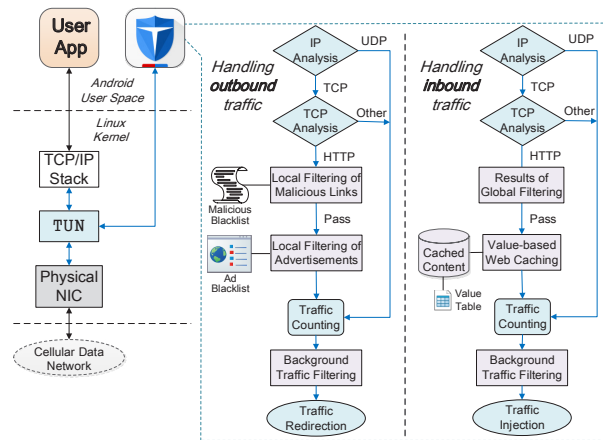 User
App
Android
User Space
Linux
Kernel
TCP/IP
Stack
TUN
Physical
NIC
Cellular Data
Network
Handling
outbound
traffic
IP
Analysis
UDP
TCP
TCP
Analysis
Other
HTTP
Local Filtering of
Malicious Links
Malicious
Blacklist
Pass
Local Filtering of
Advertisements
Ad
Blacklist
Traffic
Counting
Background
Traffic Filtering
Traffic
Redirection
Handling
inbound
traffic
IP
Analysis
UDP
TCP
TCP
Analysis
Other
HTTP
Results of
Global Filtering
Pass
Cached
Content
Value-based
Web Caching
Value
Table
Traffic
Counting
Background
Traffic Filtering
Traffic
Injection